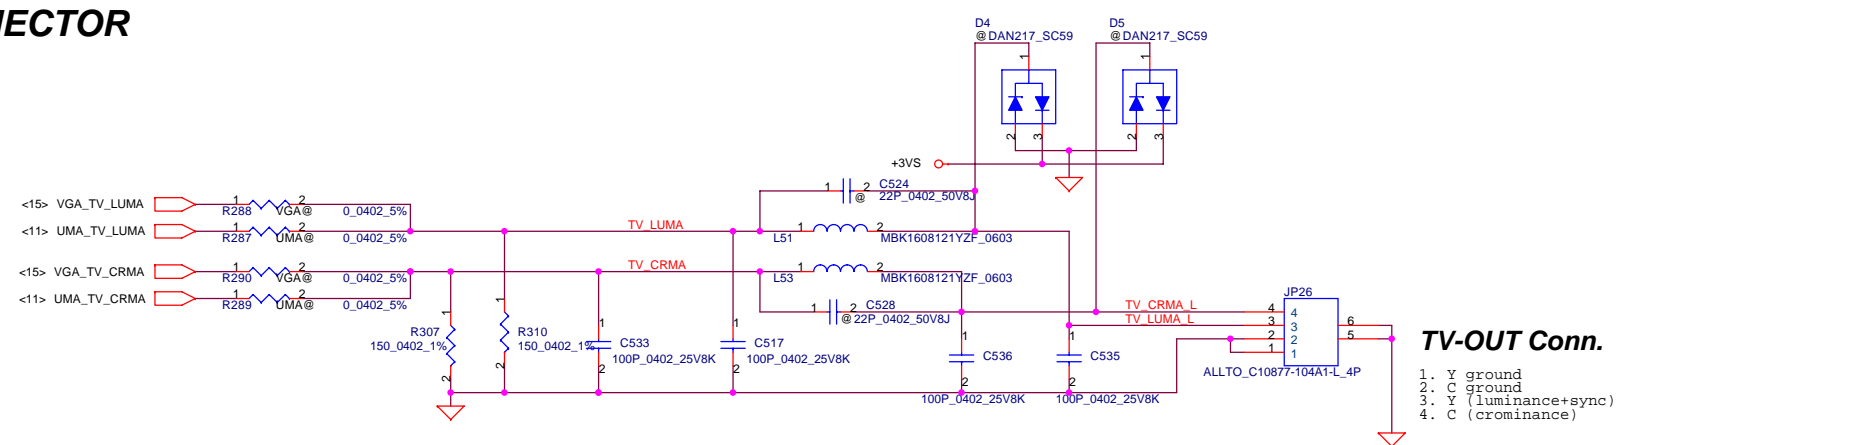 NECTOR
D4
@ DAN217_SC59
D5
@ DAN217_SC59
1
1
2
3
2
3
+3VS
1
2
C524
@
22P_0402_50V8J
<15> VGA_TV_LUMA
1
2
R288
VGA@
0_0402_5%
<11> UMA_TV_LUMA
1
2
R287
UMA@
0_0402_5%
TV_LUMA
1
2
L51
MBK1608121YZF_0603
<15> VGA_TV_CRMA
1
2
R290
VGA@
0_0402_5%
TV_CRMA
1
2
L53
MBK1608121YZF_0603
<11> UMA_TV_CRMA
1
2
R289
UMA@
0_0402_5%
1
2
C528
@
22P_0402_50V8J
TV_CRMA_L
TV_LUMA_L
JP26
4
3
2
1
4
3
2
1
6
5
ALLTO_C10877-104A1-L_4P
1
R307
150_0402_1%
2
1
R310
150_0402_1%
2
1
C533
100P_0402_25V8K
2
1
C517
100P_0402_25V8K
2
1
C536
2
100P_0402_25V8K
1
C535
2
100P_0402_25V8K
TV-OUT Conn.
1. Y ground
2. C ground
3. Y (luminance+sync)
4. C (crominance)